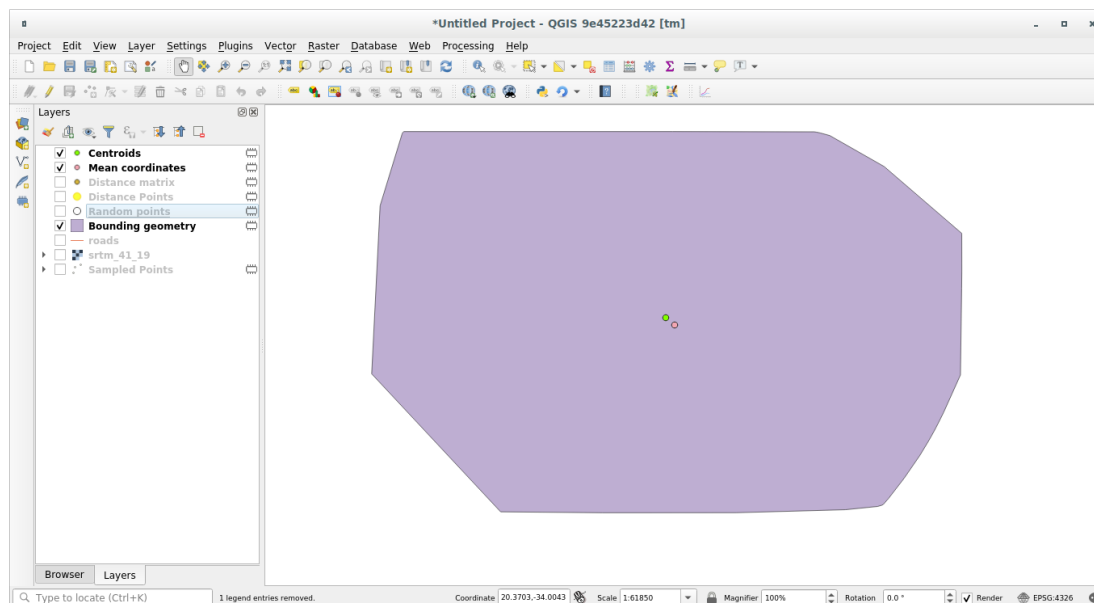 *Untitled Project - QGIS 9e45223d42 [tm]
Project Edit View Layer Settings Plugins Vector Raster Database Web Processing Help
Layers
Centroids
Mean coordinates
Distance matrix
Distance Points
Random points
Bounding geometry
roads
srtm_41_19
Sampled Points
Browser Layers
Type to locate (Ctrl+K) 1 legend entries removed. Coordinate 20.3703,-34.0043 Scale 1:61850 Magnifier 100% Rotation 0.0 ° Render EPSG:4326